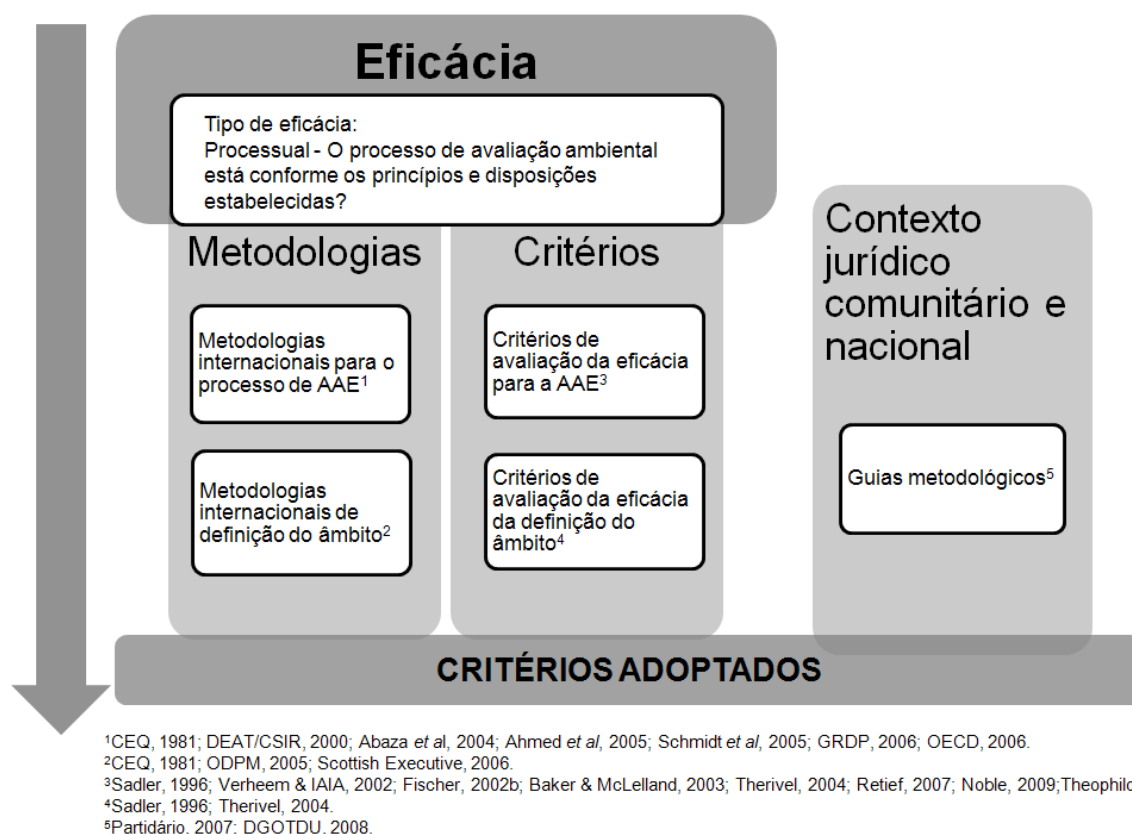 Eficácia
Tipo de eficácia:
Processual - O processo de avaliação ambiental
está conforme os princípios e disposições
estabelecidas?
Metodologias
Metodologias
internacionais para o
processo de AAE¹
Metodologias
internacionais de
definição do âmbito²
Critérios
Critérios de
avaliação da eficácia
para a AAE³
Critérios de
avaliação da eficácia
da definição do
âmbito⁴
Contexto
jurídico
comunitário e
nacional
Guias metodológicos⁵
CRITÉRIOS ADOPTADOS
¹CEQ, 1981; DEAT/CSIR, 2000; Abaza et al, 2004; Ahmed et al, 2005; Schmidt et al, 2005; GRDP, 2006; OECD, 2006.
²CEQ, 1981; ODPM, 2005; Scottish Executive, 2006.
³Sadler, 1996; Verheem & IAIA, 2002; Fischer, 2002b; Baker & McLelland, 2003; Therivel, 2004; Retief, 2007; Noble, 2009;
⁴Sadler, 1996; Therivel, 2004.
⁵Partidário, 2007; DGOTDU, 2008.